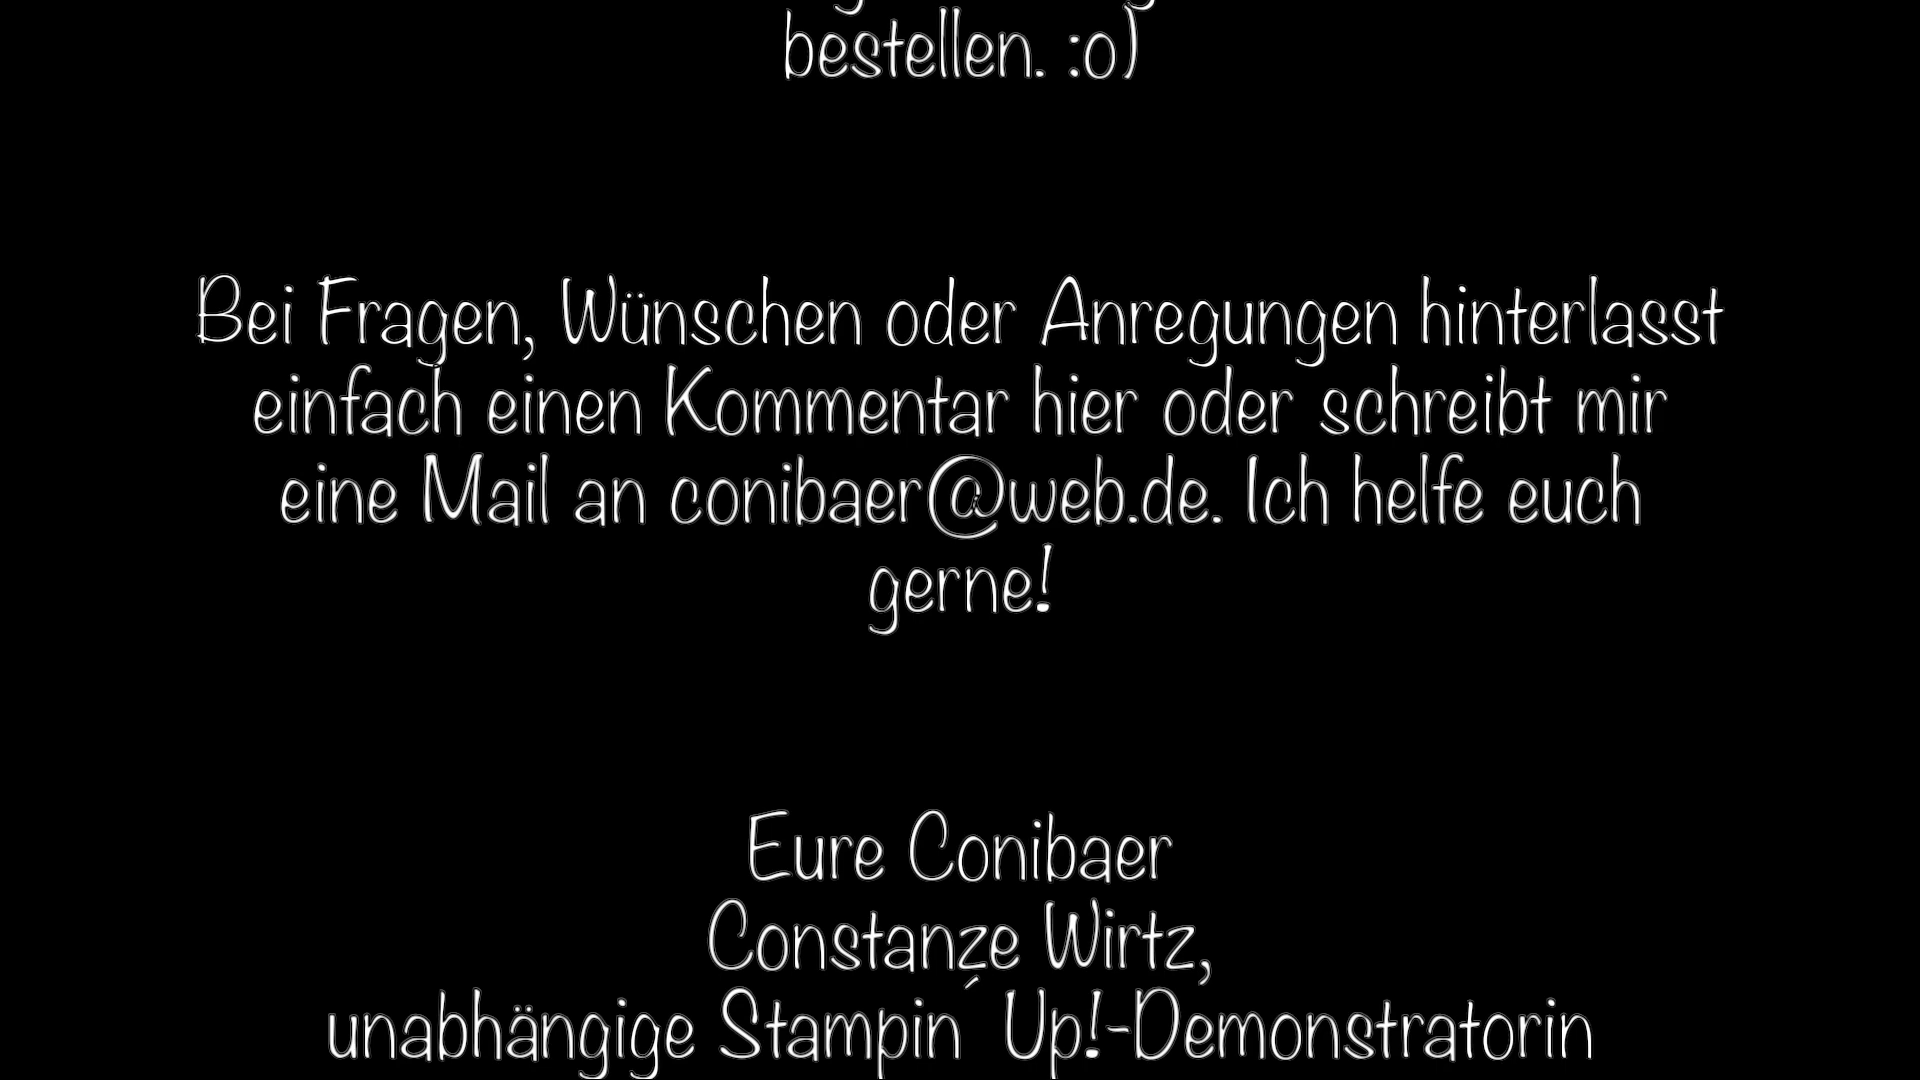 bestellen. :o)
Bei Fragen, Wünschen oder Anregungen hinterlasst
einfach einen Kommentar hier oder schreibt mir
eine Mail an conibaer@web.de. Ich helfe euch
gerne!
Eure Conibaer
Constanze Wirtz,
unabhängige Stampin´ Up!-Demonstratorin